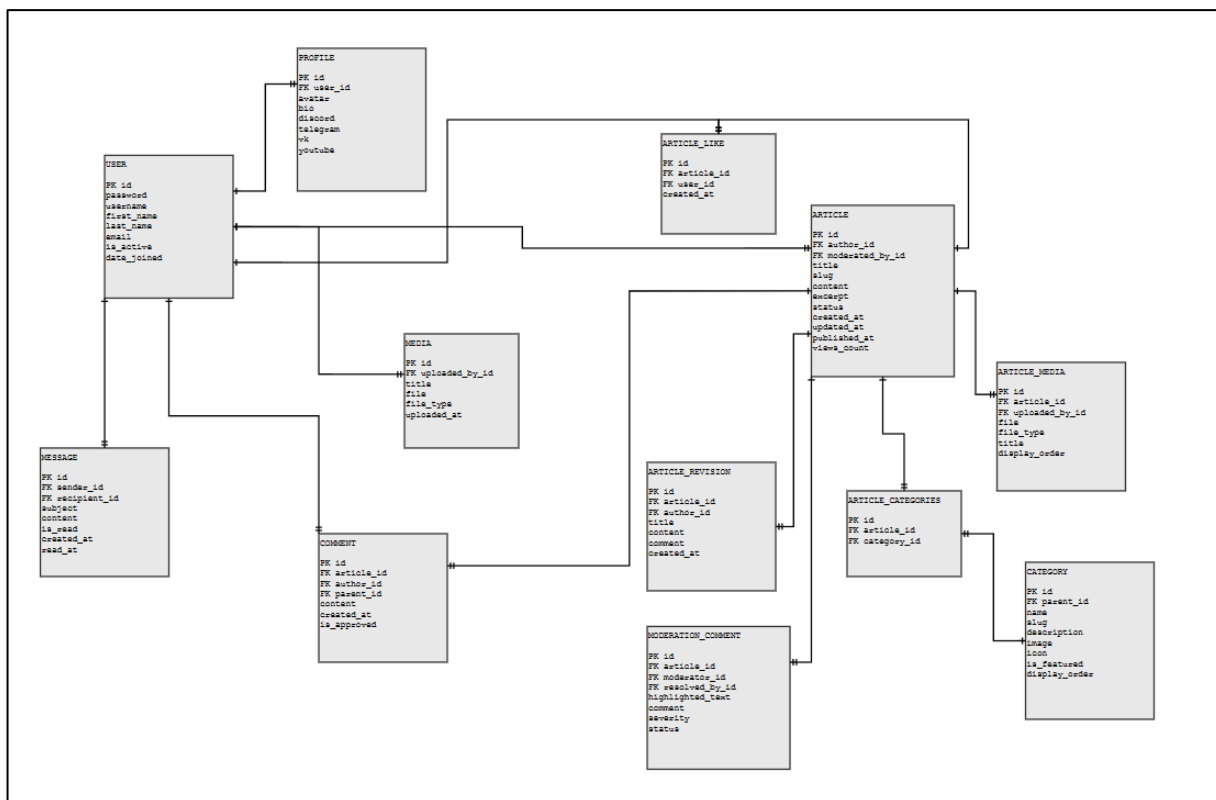 PROFILE
PK id
FK user_id
avatar
bio
discord
telegram
vk
youtube
USER
PK id
password
username
first_name
last_name
email
is_active
date_joined
ARTICLE_LIKE
PK id
FK article_id
FK user_id
created_at
ARTICLE
PK id
FK author_id
FK moderated_by_id
title
slug
content
excerpt
status
created_at
updated_at
published_at
views_count
MEDIA
PK id
FK uploaded_by_id
title
file
file_type
uploaded_at
ARTICLE_MEDIA
PK id
FK article_id
FK uploaded_by_id
file
file_type
title
display_order
MESSAGE
PK id
FK sender_id
FK recipient_id
subject
content
is_read
created_at
read_at
ARTICLE_REVISION
PK id
FK article_id
FK author_id
title
content
comment
created_at
ARTICLE_CATEGORIES
PK id
FK article_id
FK category_id
COMMENT
PK id
FK article_id
FK author_id
FK parent_id
content
created_at
is_approved
CATEGORY
PK id
FK parent_id
name
slug
description
image
icon
is_featured
display_order
MODERATION_COMMENT
PK id
FK article_id
FK moderator_id
FK resolved_by_id
highlighted_text
comment
severity
status